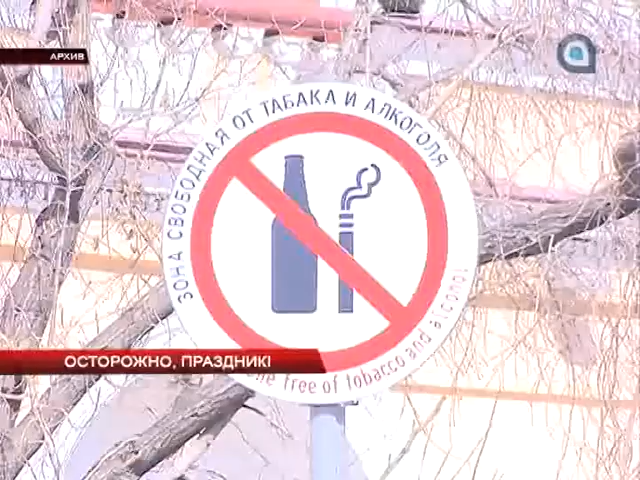 АРХИВ
ЗОНА СВОБОДНАЯ ОТ ТАБАКА И АЛКОГОЛЯ
free of tobacco and alcohol
ОСТОРОЖНО, ПРАЗДНИК!